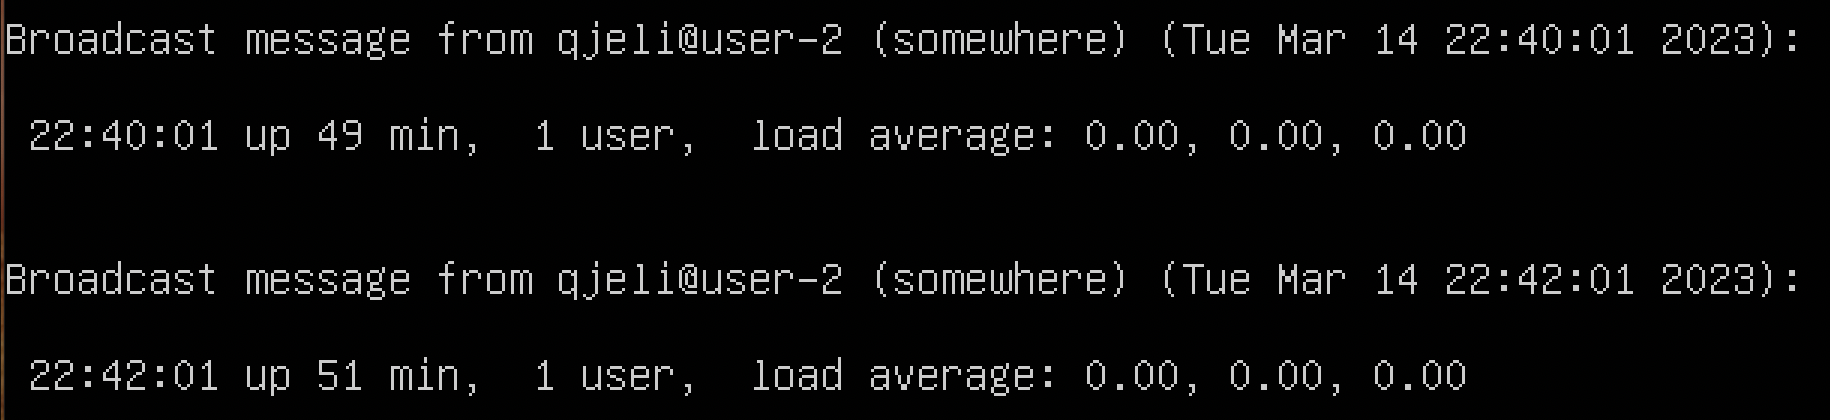 Broadcast message from qjeli@user-2 (somewhere) (Tue Mar 14 22:40:01 2023):
22:40:01 up 49 min,  1 user,  load average: 0.00, 0.00, 0.00
Broadcast message from qjeli@user-2 (somewhere) (Tue Mar 14 22:42:01 2023):
22:42:01 up 51 min,  1 user,  load average: 0.00, 0.00, 0.00